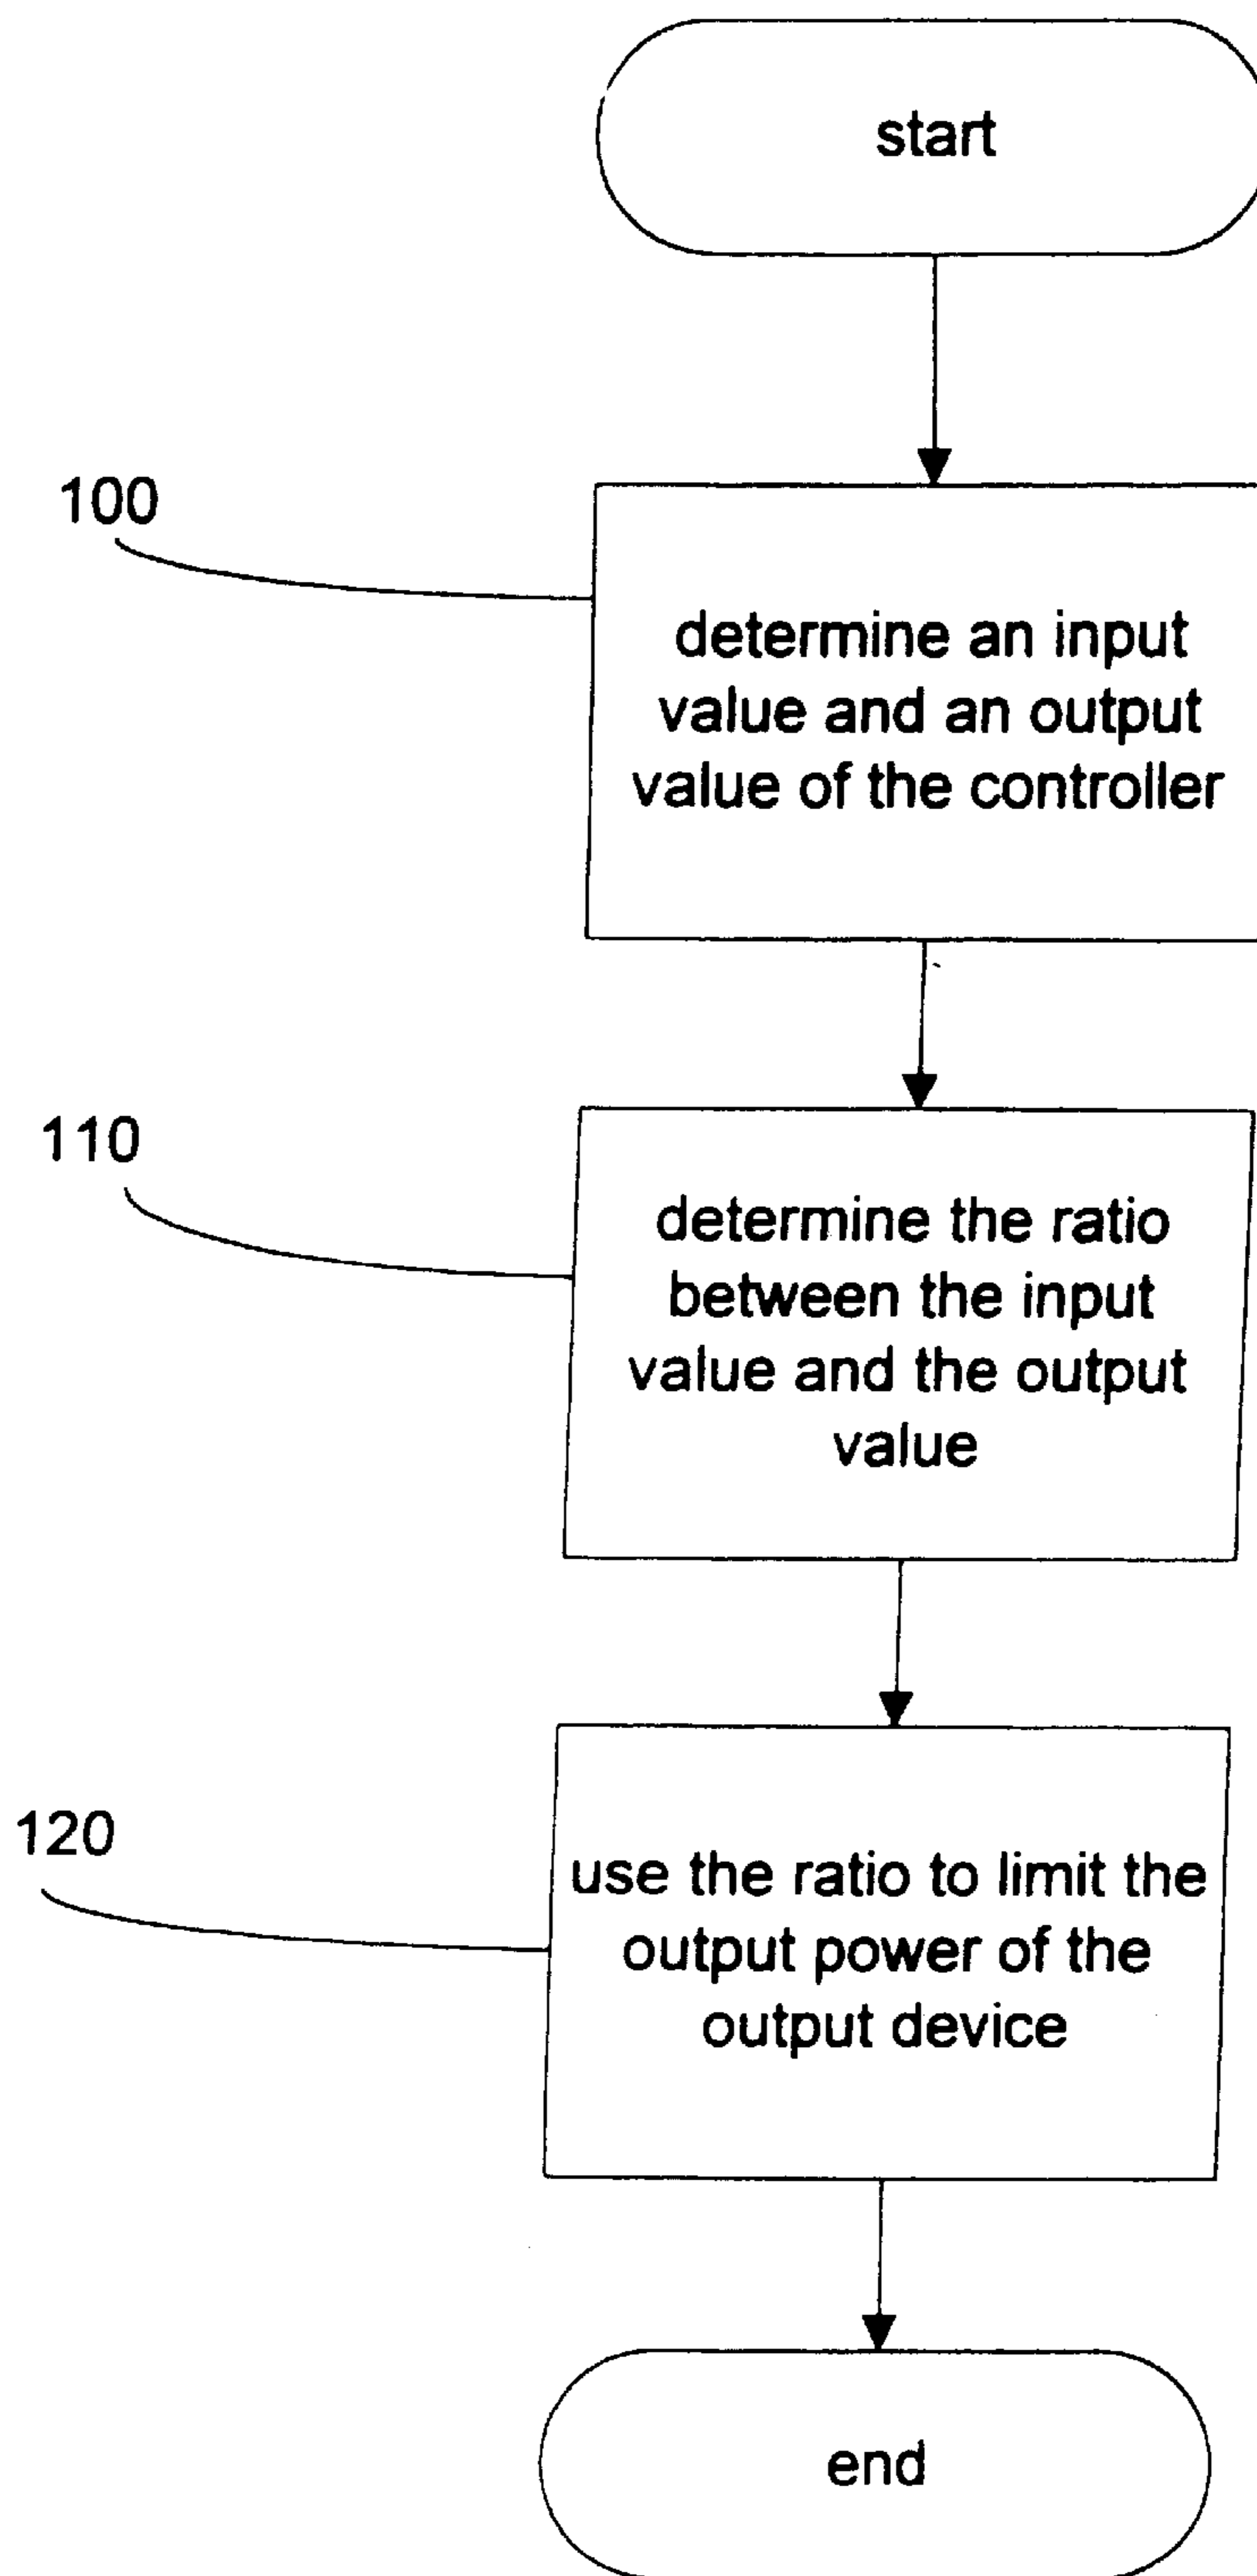 start
100
determine an input
value and an output
value of the controller
110
determine the ratio
between the input
value and the output
value
120
use the ratio to limit the
output power of the
output device
end